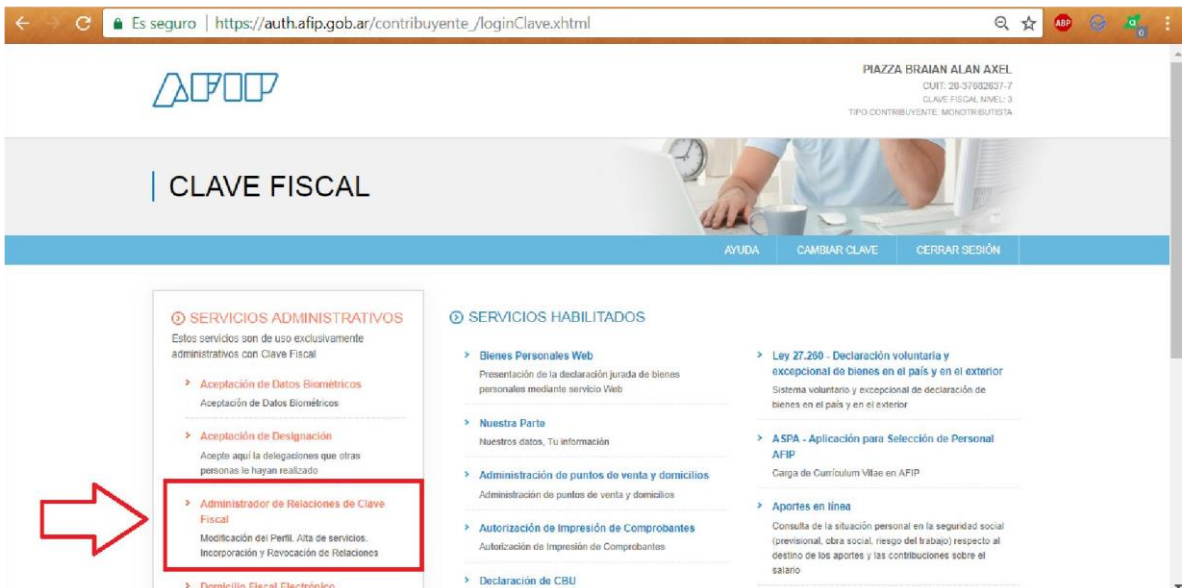 Es seguro | https://auth.afip.gob.ar/contribuyente_/loginClave.xhtml
ABP
0
AFIP
PIAZZA BRAIAN ALAN AXEL
CUIT: 20-37682637-7
CLAVE FISCAL NIVEL: 3
TIPO CONTRIBUYENTE: MONOTRIBUTISTA
CLAVE FISCAL
AYUDA
CAMBIAR CLAVE
CERRAR SESIÓN
SERVICIOS ADMINISTRATIVOS
Estos servicios son de uso exclusivamente
administrativos con Clave Fiscal
Aceptación de Datos Biométricos
Aceptación de Datos Biométricos
Aceptación de Designación
Acepte aquí la delegaciones que otras
personas le hayan realizado
Administrador de Relaciones de Clave
Fiscal
Modificación del Perfil. Alta de servicios.
Incorporación y Revocación de Relaciones
Domicilio Fiscal Electrónico
SERVICIOS HABILITADOS
Bienes Personales Web
Presentación de la declaración jurada de bienes
personales mediante servicio Web
Nuestra Parte
Nuestros datos, Tu información
Administración de puntos de venta y domicilios
Administración de puntos de venta y domicilios
Autorización de Impresión de Comprobantes
Autorización de Impresión de Comprobantes
Declaración de CBU
Ley 27.260 - Declaración voluntaria y
excepcional de bienes en el país y en el exterior
Sistema voluntario y excepcional de declaración de
bienes en el país y en el exterior
ASPA - Aplicación para Selección de Personal
AFIP
Carga de Currículum Vitae en AFIP
Aportes en línea
Consulta de la situación personal en la seguridad social
(previsional, obra social, riesgo del trabajo) respecto al
destino de los aportes y las contribuciones sobre el
salario